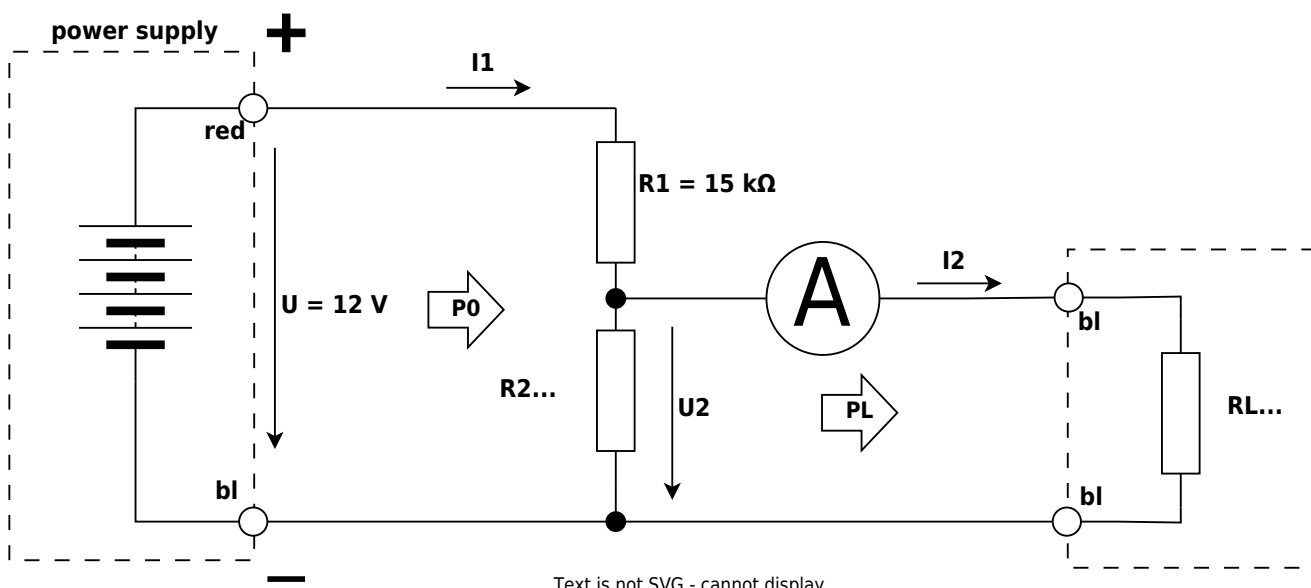 power supply
+
I1
red
R1 = 15 kΩ
I2
U = 12 V
P0
A
bl
R2...
U2
PL
RL...
bl
bl
−
Text is not SVG - cannot display